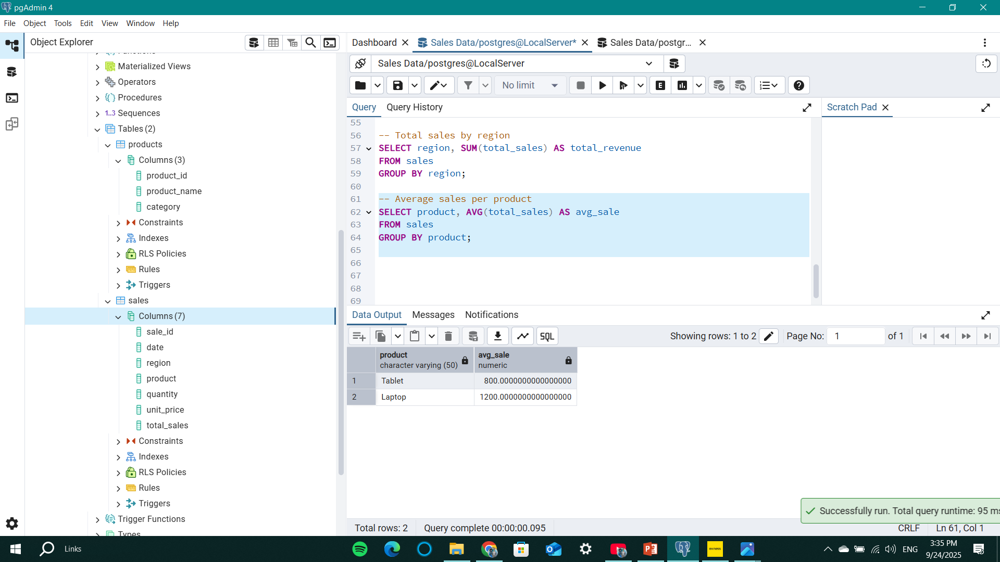 pgAdmin 4
File Object Tools Edit View Window Help
Object Explorer
Functions
Materialized Views
Operators
Procedures
1..3 Sequences
Tables (2)
products
Columns (3)
product_id
product_name
category
Constraints
Indexes
RLS Policies
Rules
Triggers
sales
Columns (7)
sale_id
date
region
product
quantity
unit_price
total_sales
Constraints
Indexes
RLS Policies
Rules
Triggers
Trigger Functions
Types
Dashboard
Sales Data/postgres@LocalServer*
Sales Data/postgr...
Sales Data/postgres@LocalServer
No limit
E
Query Query History
Scratch Pad
55
56 -- Total sales by region
57 SELECT region, SUM(total_sales) AS total_revenue
58 FROM sales
59 GROUP BY region;
60
61 -- Average sales per product
62 SELECT product, AVG(total_sales) AS avg_sale
63 FROM sales
64 GROUP BY product;
65
66
67
68
69
Data Output Messages Notifications
SQL
Showing rows: 1 to 2
Page No: 1 of 1
product avg_sale
character varying (50) numeric
1 Tablet 800.0000000000000000
2 Laptop 1200.0000000000000000
Successfully run. Total query runtime: 95 ms
Total rows: 2 Query complete 00:00:00.095
CRLF Ln 61, Col 1
Links
exness
ENG
3:35 PM
9/24/2025